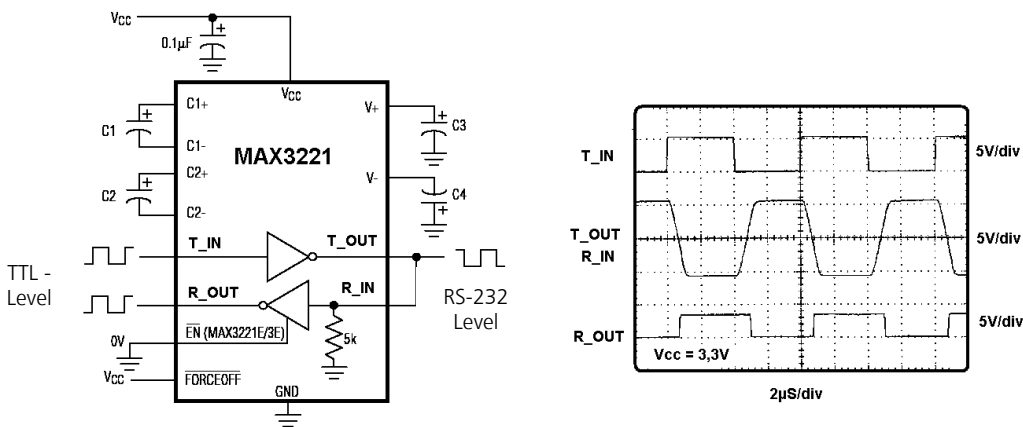 VCC
0.1µF
VCC
C1+
C1
C1-
C2+
C2
C2-
MAX3221
V+
C3
V-
C4
T_IN
T_OUT
TTL -
Level
R_OUT
R_IN
RS-232
Level
EN (MAX3221E/3E)
5k
0V
VCC
FORCEOFF
GND
T_IN
5V/div
T_OUT
R_IN
5V/div
R_OUT
5V/div
Vcc = 3,3V
2µS/div